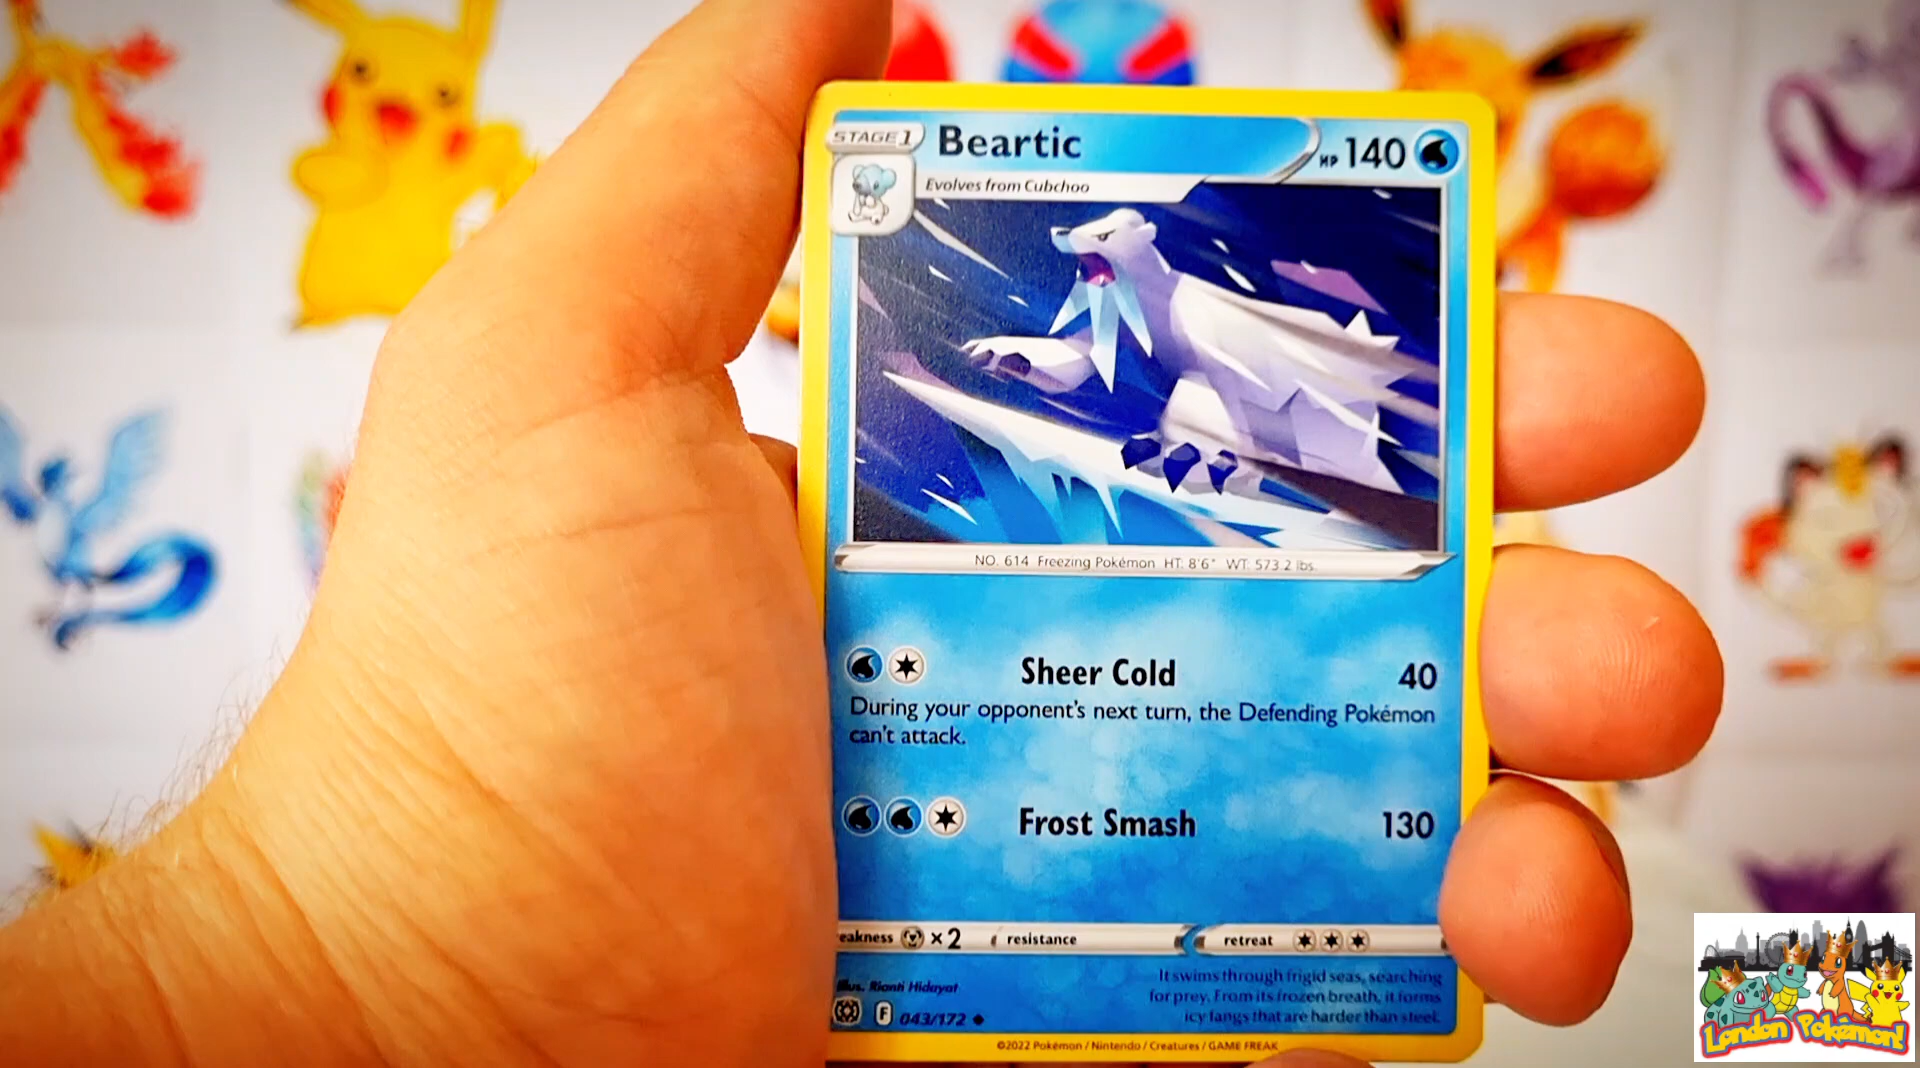 STAGE 1 Beartic HP 140
Evolves from Cubchoo
NO. 614 Freezing Pokémon HT: 8'6" WT: 573.2 lbs.
Sheer Cold 40
During your opponent's next turn, the Defending Pokémon
can't attack.
Frost Smash 130
eakness ×2 resistance retreat
Illus. Rianti Hidayat
It swims through frigid seas, searching
for prey. From its frozen breath, it forms
icy fangs that are harder than steel.
F 043/172
©2022 Pokémon / Nintendo / Creatures / GAME FREAK
London Pokémon!